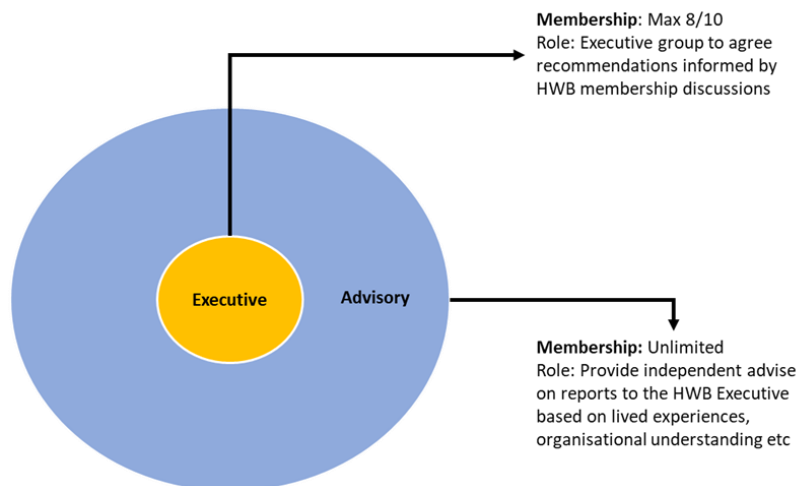 Membership: Max 8/10
Role: Executive group to agree
recommendations informed by
HWB membership discussions
Executive
Advisory
Membership: Unlimited
Role: Provide independent advise
on reports to the HWB Executive
based on lived experiences,
organisational understanding etc